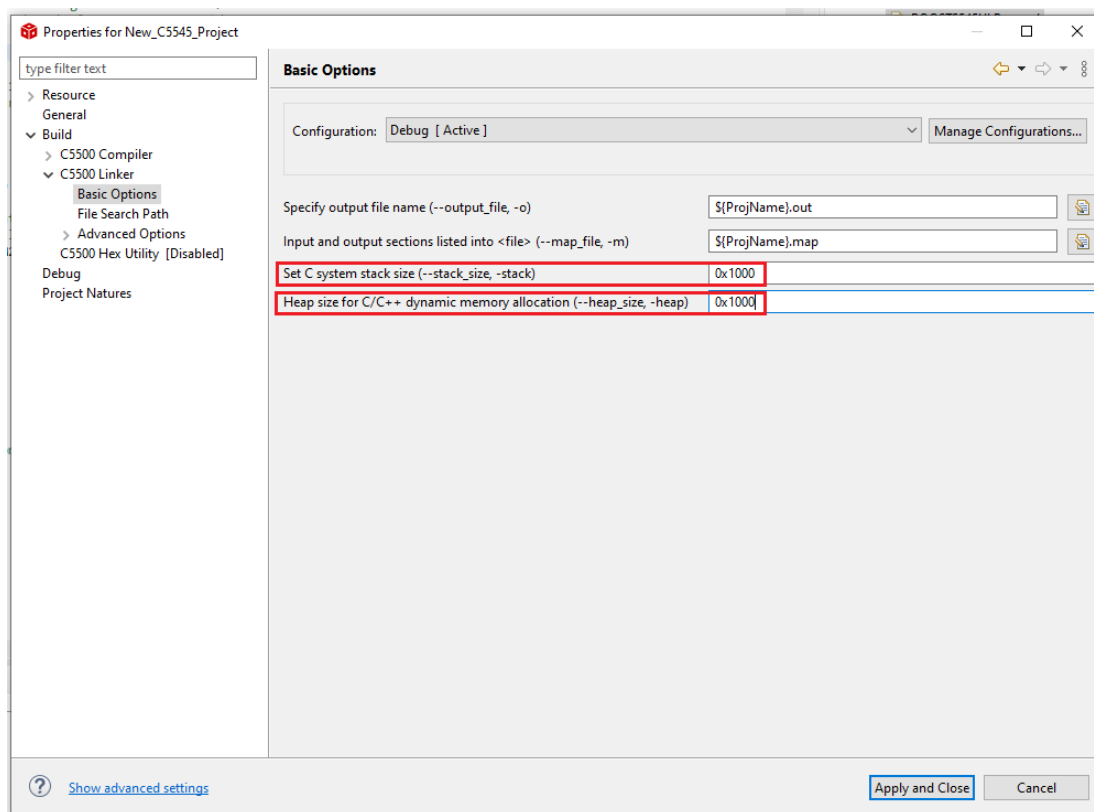 Properties for New_C5545_Project
type filter text
Resource
General
Build
C5500 Compiler
C5500 Linker
Basic Options
File Search Path
Advanced Options
C5500 Hex Utility [Disabled]
Debug
Project Natures
Basic Options
Configuration: Debug [ Active ] Manage Configurations...
Specify output file name (--output_file, -o) ${ProjName}.out
Input and output sections listed into <file> (--map_file, -m) ${ProjName}.map
Set C system stack size (--stack_size, -stack) 0x1000
Heap size for C/C++ dynamic memory allocation (--heap_size, -heap) 0x1000
? Show advanced settings Apply and Close Cancel